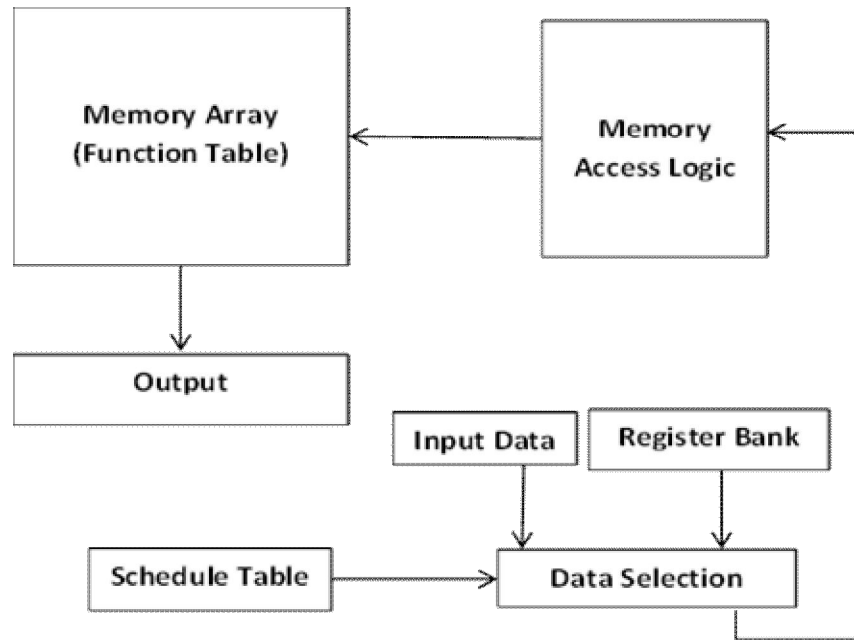 Memory Array
(Function Table)
Memory
Access Logic
Output
Input Data
Register Bank
Schedule Table
Data Selection